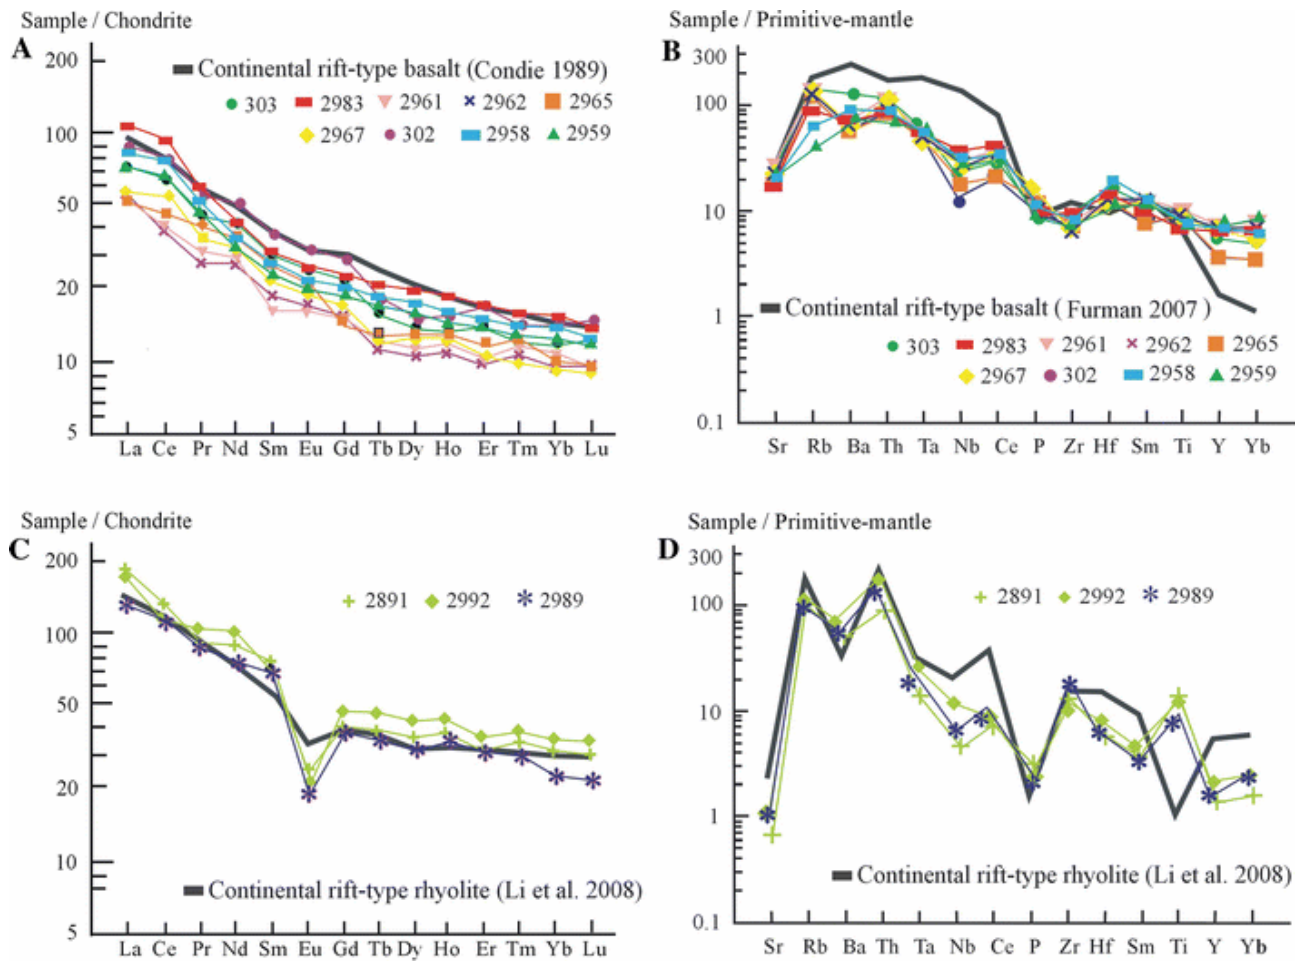 Sample / Chondrite
A
200
100
50
20
10
5
Continental rift-type basalt (Condie 1989)
303 2983 2961 2962 2965
2967 302 2958 2959
La Ce Pr Nd Sm Eu Gd Tb Dy Ho Er Tm Yb Lu
Sample / Primitive-mantle
B
300
100
10
1
0.1
Continental rift-type basalt ( Furman 2007)
303 2983 2961 2962 2965
2967 302 2958 2959
Sr Rb Ba Th Ta Nb Ce P Zr Hf Sm Ti Y Yb
Sample / Chondrite
C
200
100
50
20
10
5
2891 2992 2989
Continental rift-type rhyolite (Li et al. 2008)
La Ce Pr Nd Sm Eu Gd Tb Dy Ho Er Tm Yb Lu
Sample / Primitive-mantle
D
300
100
10
1
0.1
2891 2992 2989
Continental rift-type rhyolite (Li et al. 2008)
Sr Rb Ba Th Ta Nb Ce P Zr Hf Sm Ti Y Yb